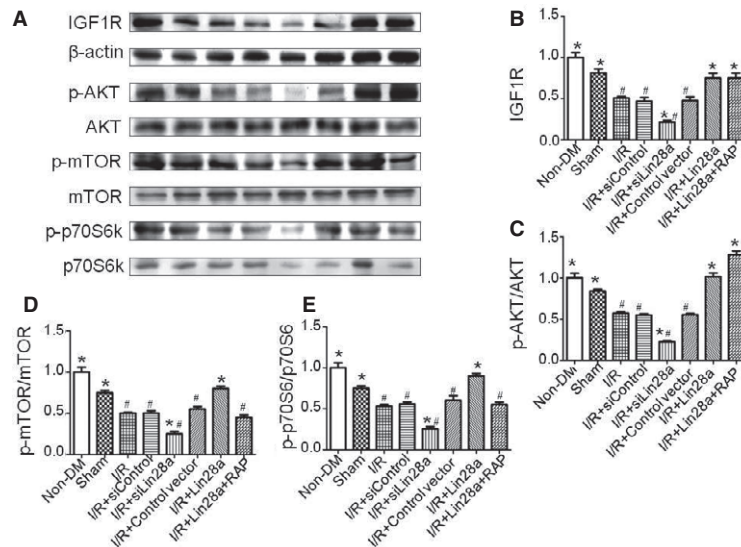 A
IGF1R
β-actin
p-AKT
AKT
p-mTOR
mTOR
p-p70S6k
p70S6k
B
IGF1R
1.5
1.0
0.5
0.0
* * # # *# # * *
Non-DM
Sham
I/R
I/R+siControl
I/R+siLin28a
I/R+Control vector
I/R+Lin28a
I/R+Lin28a+RAP
C
p-AKT/AKT
1.5
1.0
0.5
0.0
* * # # *# # * *
Non-DM
Sham
I/R
I/R+siControl
I/R+siLin28a
I/R+Control vector
I/R+Lin28a
I/R+Lin28a+RAP
D
p-mTOR/mTOR
1.5
1.0
0.5
0.0
* * # # *# # * #
Non-DM
Sham
I/R
I/R+siControl
I/R+siLin28a
I/R+Control vector
I/R+Lin28a
I/R+Lin28a+RAP
E
p-p70S6/p70S6
1.5
1.0
0.5
0.0
* * # # *# # * #
Non-DM
Sham
I/R
I/R+siControl
I/R+siLin28a
I/R+Control vector
I/R+Lin28a
I/R+Lin28a+RAP